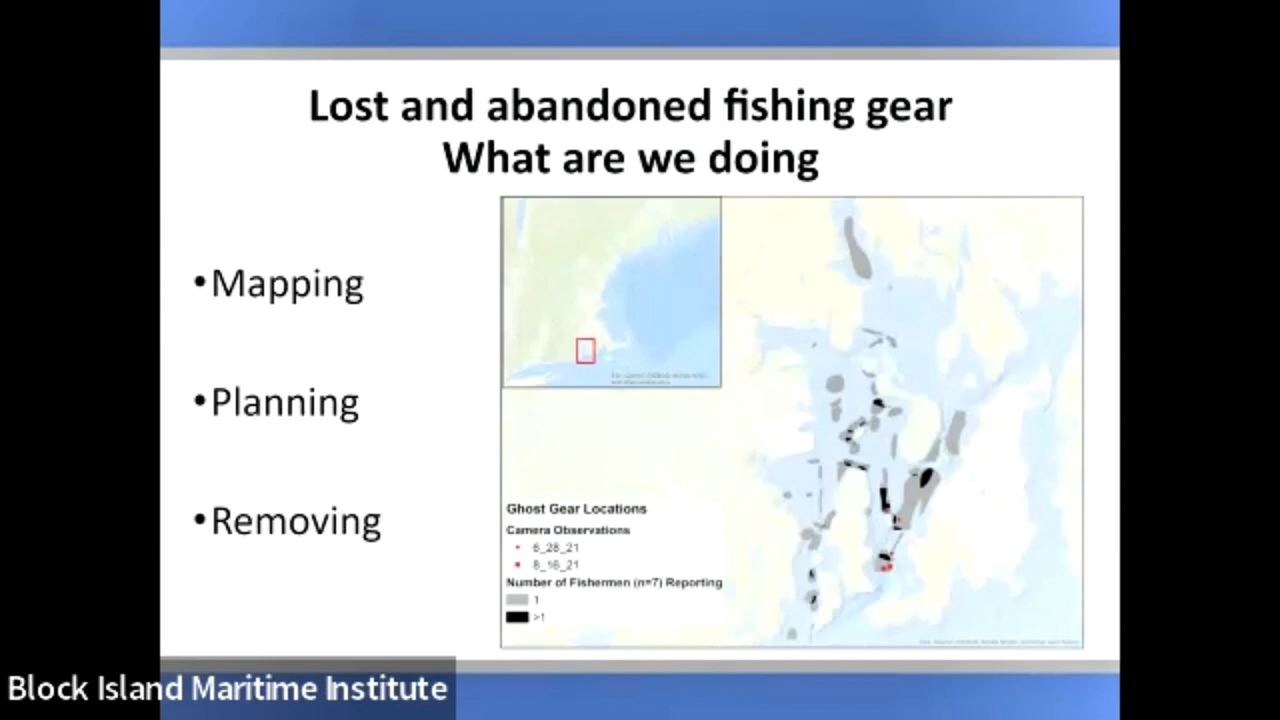 Lost and abandoned fishing gear
What are we doing
•Mapping
•Planning
•Removing
Ghost Gear Locations
Camera Observations
6_28_21
8_16_21
Number of Fishermen (n=7) Reporting
1
>1
Block Island Maritime Institute